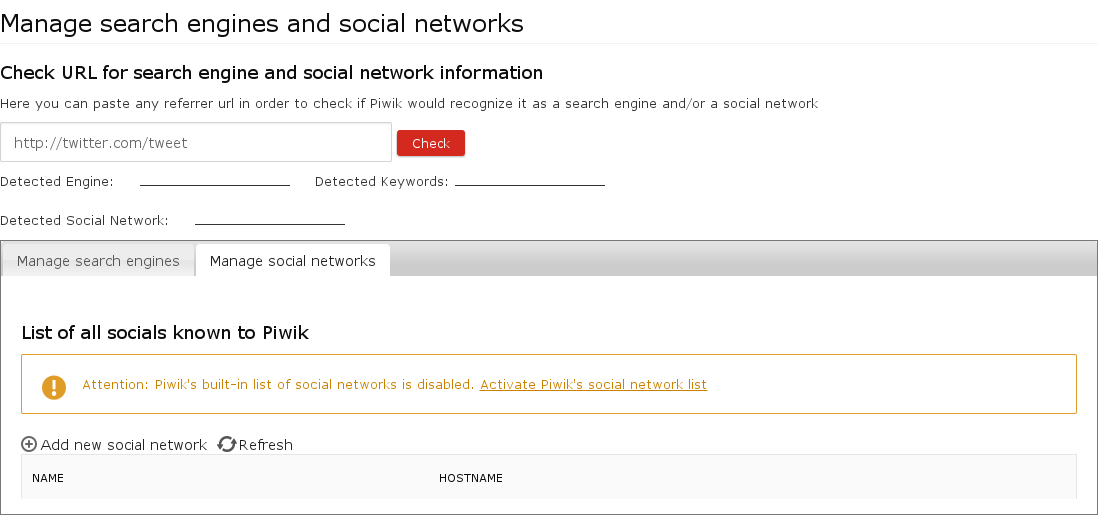 Manage search engines and social networks
Check URL for search engine and social network information
Here you can paste any referrer url in order to check if Piwik would recognize it as a search engine and/or a social network
http://twitter.com/tweet Check
Detected Engine: Detected Keywords:
Detected Social Network:
Manage search engines Manage social networks
List of all socials known to Piwik
Attention: Piwik's built-in list of social networks is disabled. Activate Piwik's social network list
Add new social network Refresh
NAME HOSTNAME